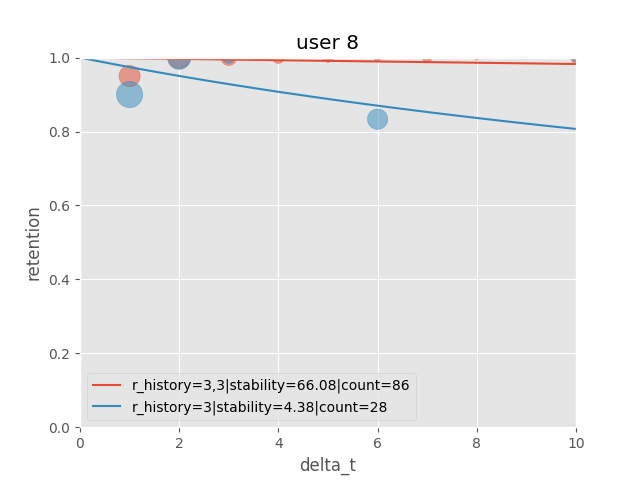 user 8
1.0
0.8
0.6
0.4
0.2
0.0
retention
r_history=3,3|stability=66.08|count=86
r_history=3|stability=4.38|count=28
0 2 4 6 8 10
delta_t